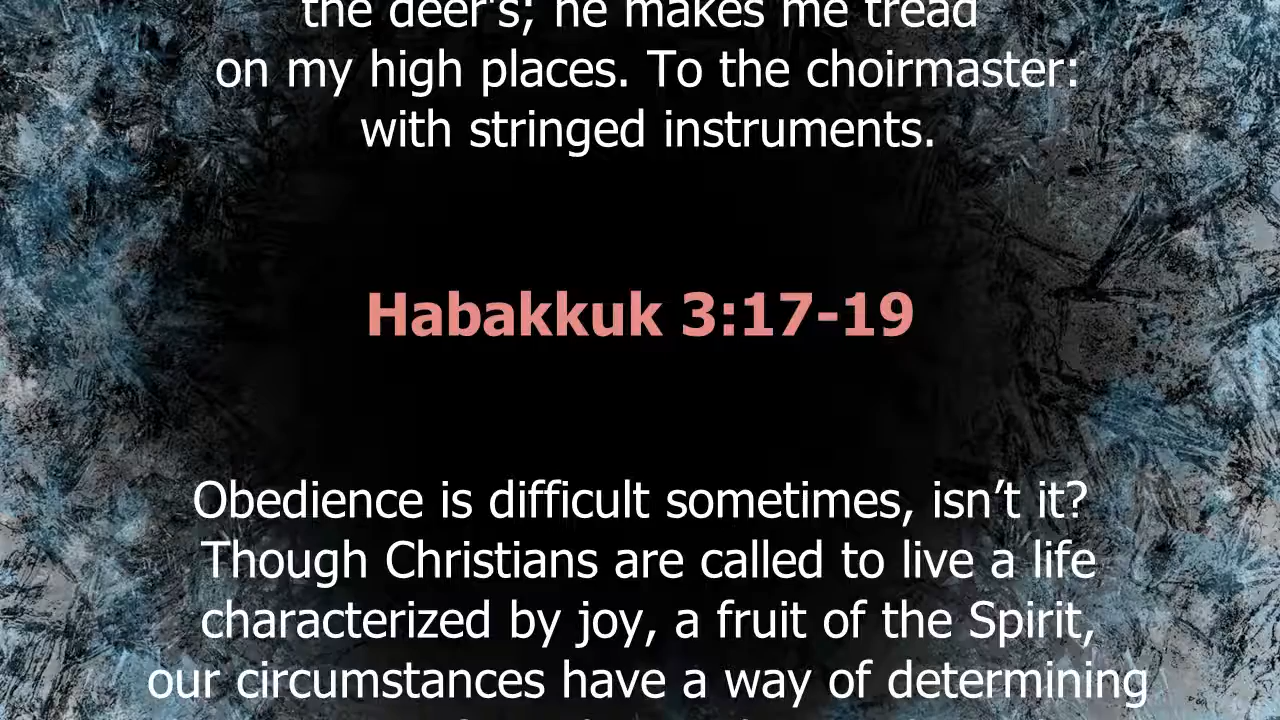 the deer's; he makes me tread
on my high places. To the choirmaster:
with stringed instruments.
Habakkuk 3:17-19
Obedience is difficult sometimes, isn’t it?
Though Christians are called to live a life
characterized by joy, a fruit of the Spirit,
our circumstances have a way of determining